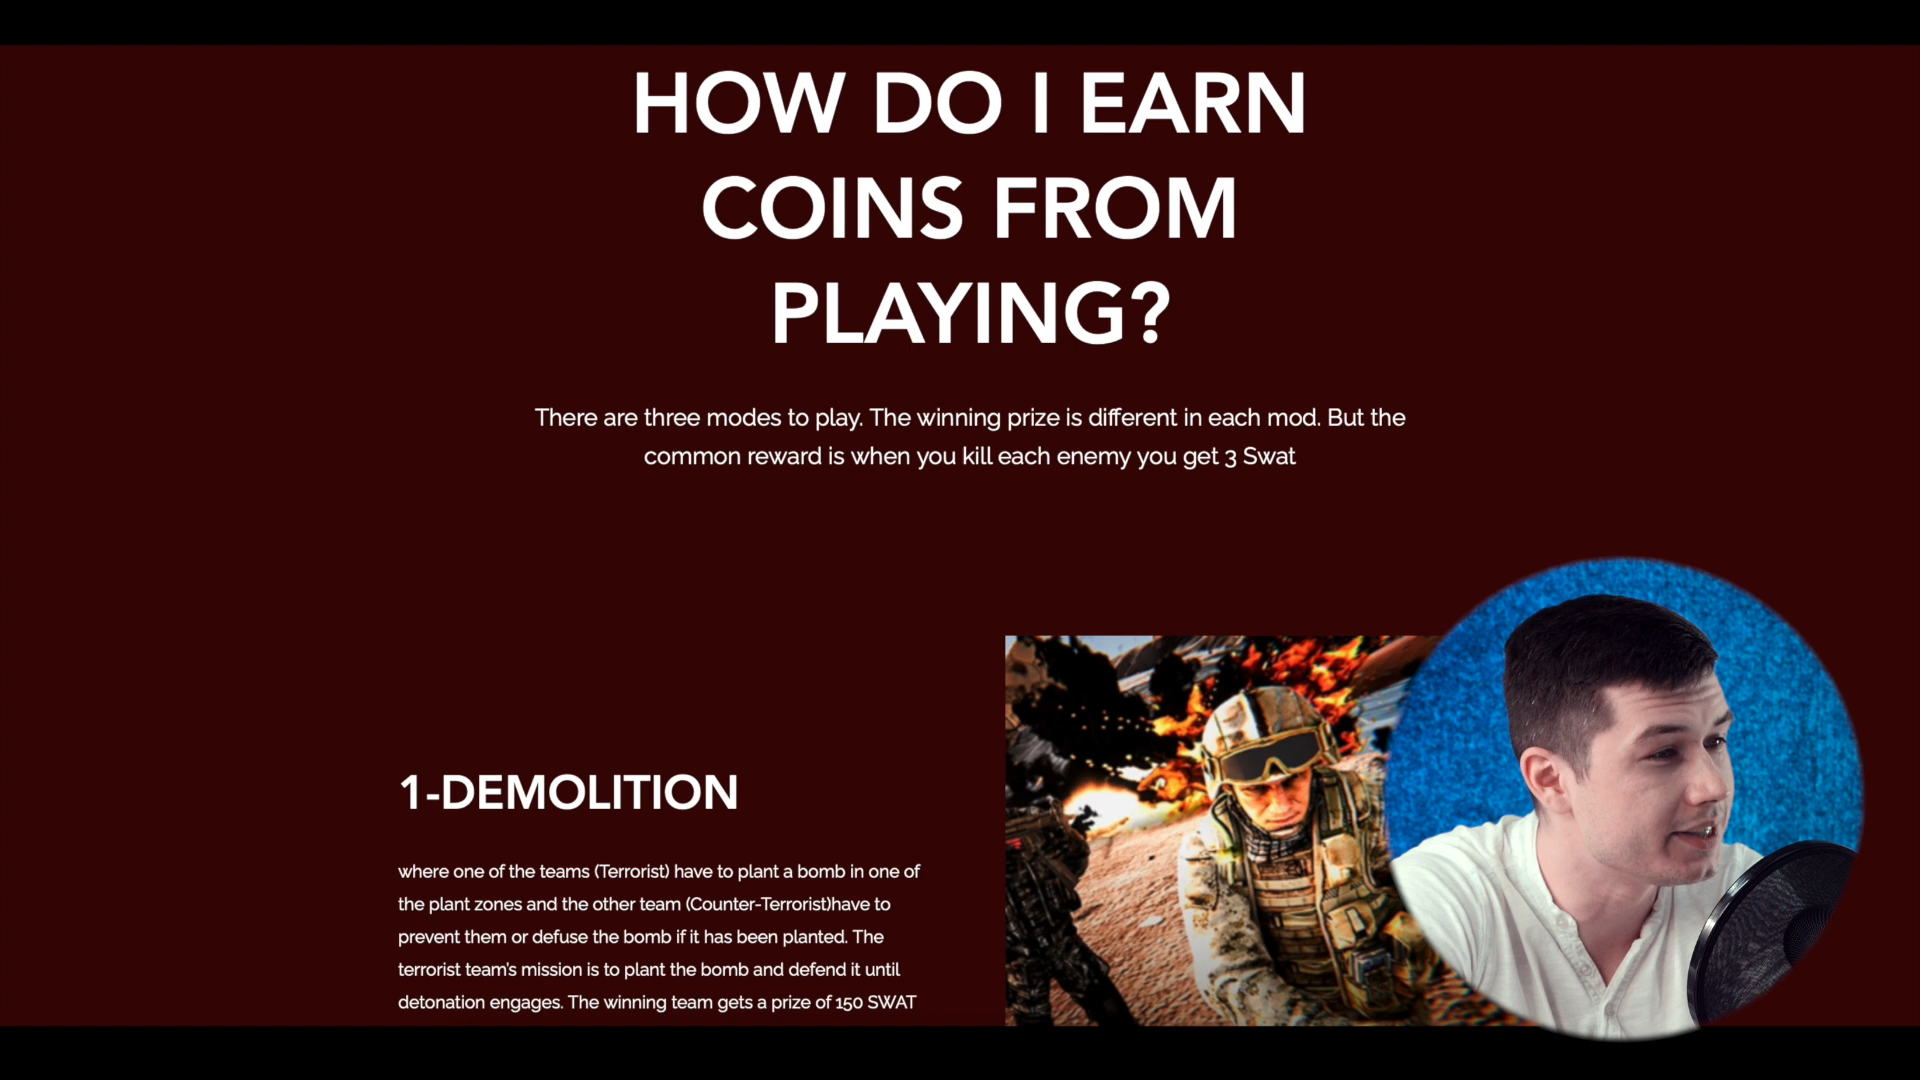 HOW DO I EARN
COINS FROM
PLAYING?
There are three modes to play. The winning prize is different in each mod. But the
common reward is when you kill each enemy you get 3 Swat
1-DEMOLITION
where one of the teams (Terrorist) have to plant a bomb in one of
the plant zones and the other team (Counter-Terrorist)have to
prevent them or defuse the bomb if it has been planted. The
terrorist team's mission is to plant the bomb and defend it until
detonation engages. The winning team gets a prize of 150 SWAT